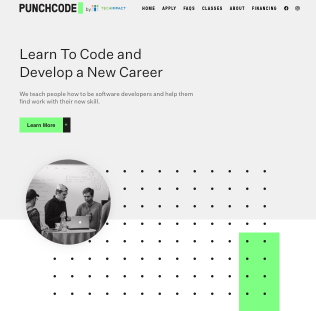 PUNCHCODE by TECHIMPACT HOME APPLY FAQS CLASSES ABOUT FINANCING
Learn To Code and
Develop a New Career
We teach people how to be software developers and help them
find work with their new skill.
Learn More